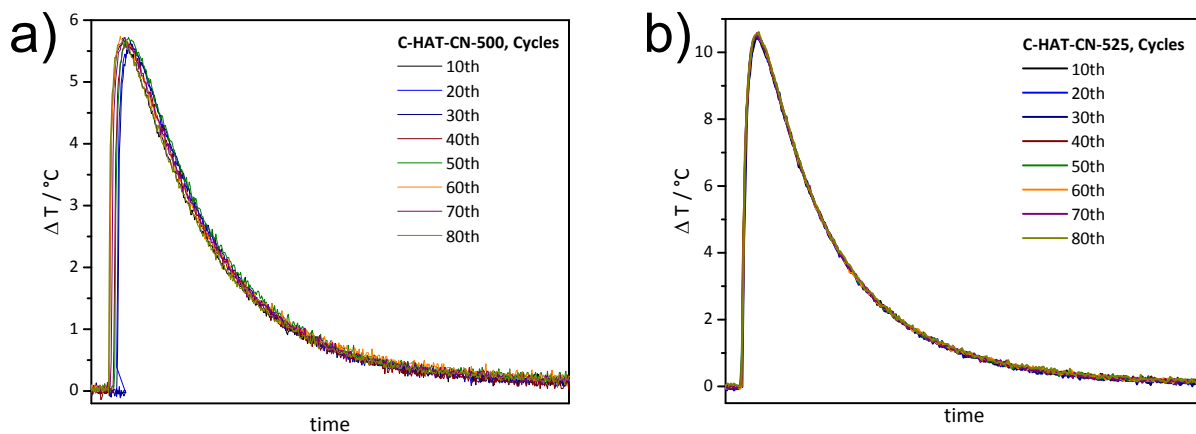 a)
C-HAT-CN-500, Cycles
10th
20th
30th
40th
50th
60th
70th
80th
6
5
4
3
2
1
0
Δ T / °C
time
b)
C-HAT-CN-525, Cycles
10th
20th
30th
40th
50th
60th
70th
80th
10
8
6
4
2
0
Δ T / °C
time